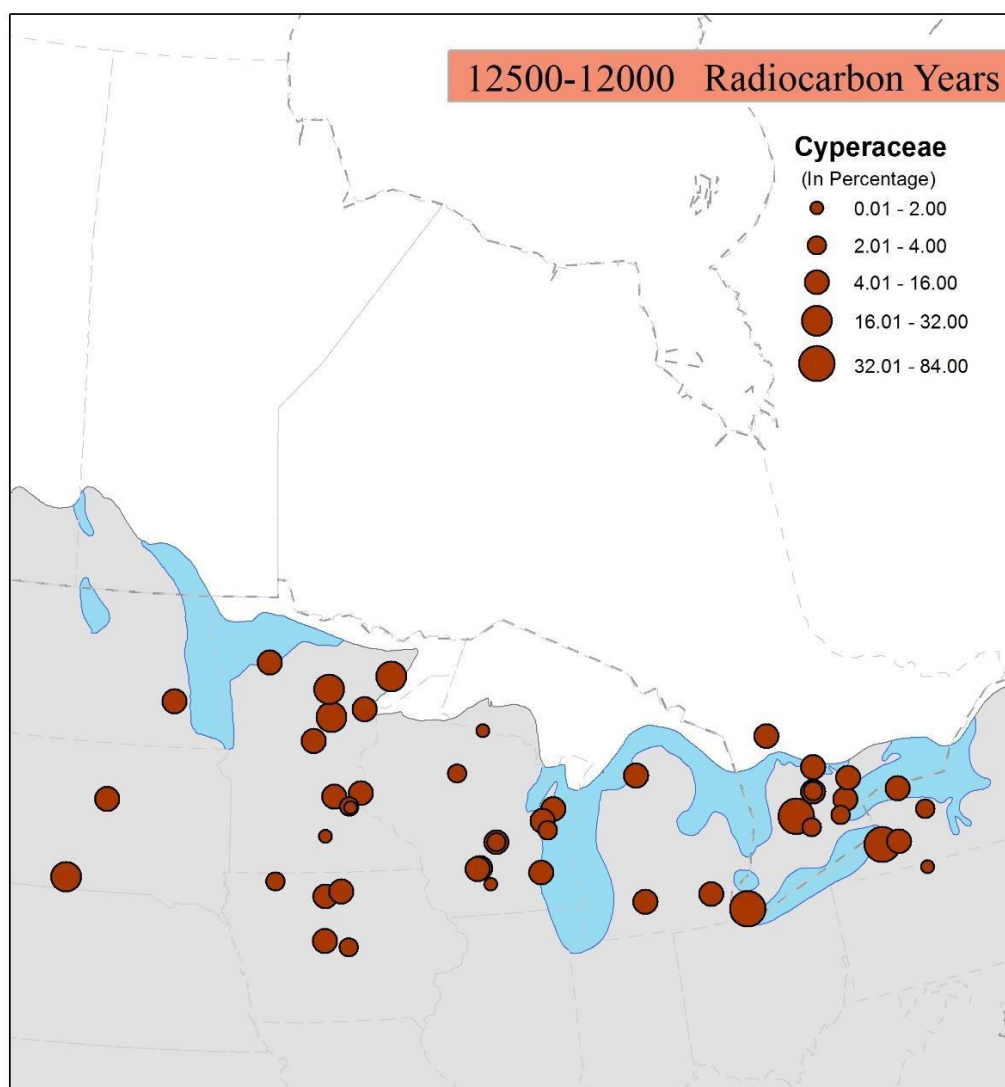 12500-12000 Radiocarbon Years
Cyperaceae
(In Percentage)
0.01 - 2.00
2.01 - 4.00
4.01 - 16.00
16.01 - 32.00
32.01 - 84.00